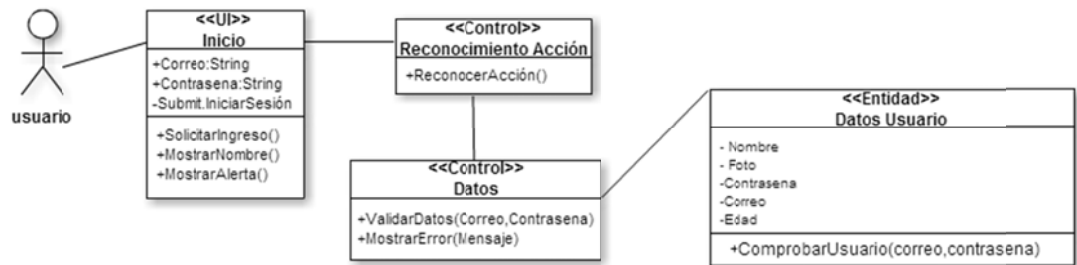 usuario
<<UI>>
Inicio
+Correo:String
+Contrasena:String
-Submit.IniciarSesión
+SolicitarIngreso()
+MostrarNombre()
+MostrarAlerta()
<<Control>>
Reconocimiento Acción
+ReconocerAcción()
<<Control>>
Datos
+ValidarDatos(Correo,Contrasena)
+MostrarError(Mensaje)
<<Entidad>>
Datos Usuario
- Nombre
- Foto
-Contrasena
-Correo
-Edad
+ComprobarUsuario(correo,contrasena)